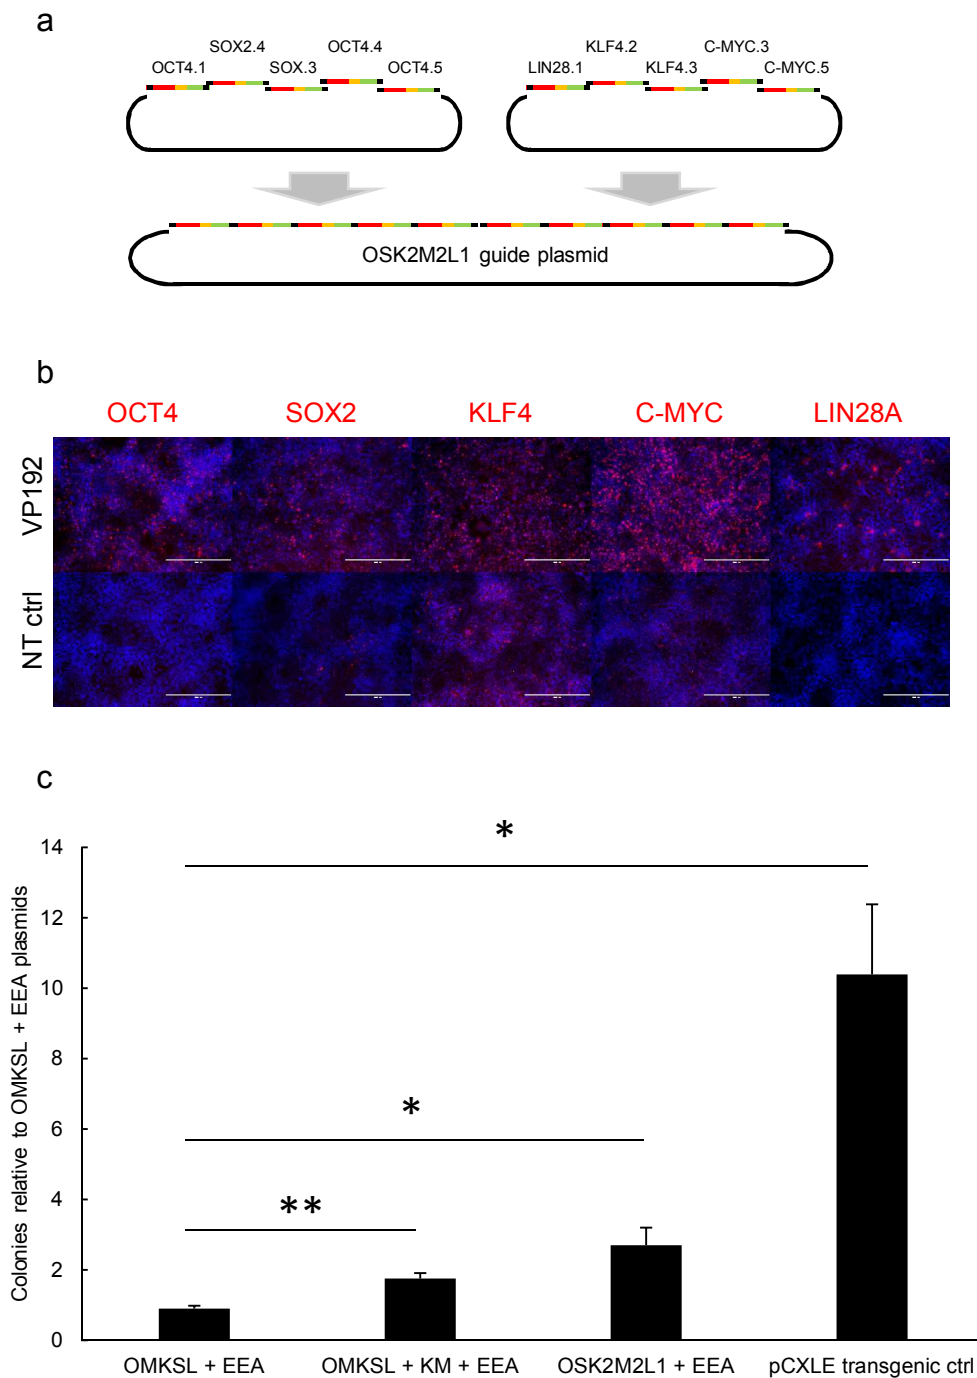 a
SOX2.4 OCT4.4 KLF4.2 C-MYC.3
OCT4.1 SOX.3 OCT4.5 LIN28.1 KLF4.3 C-MYC.5
OSK2M2L1 guide plasmid
b
OCT4 SOX2 KLF4 C-MYC LIN28A
VP192
NT ctrl
c
Colonies relative to OMKSL + EEA plasmids
14
12
10
8
6
4
2
0
*
*
**
OMKSL + EEA OMKSL + KM + EEA OSK2M2L1 + EEA pCXLE transgenic ctrl